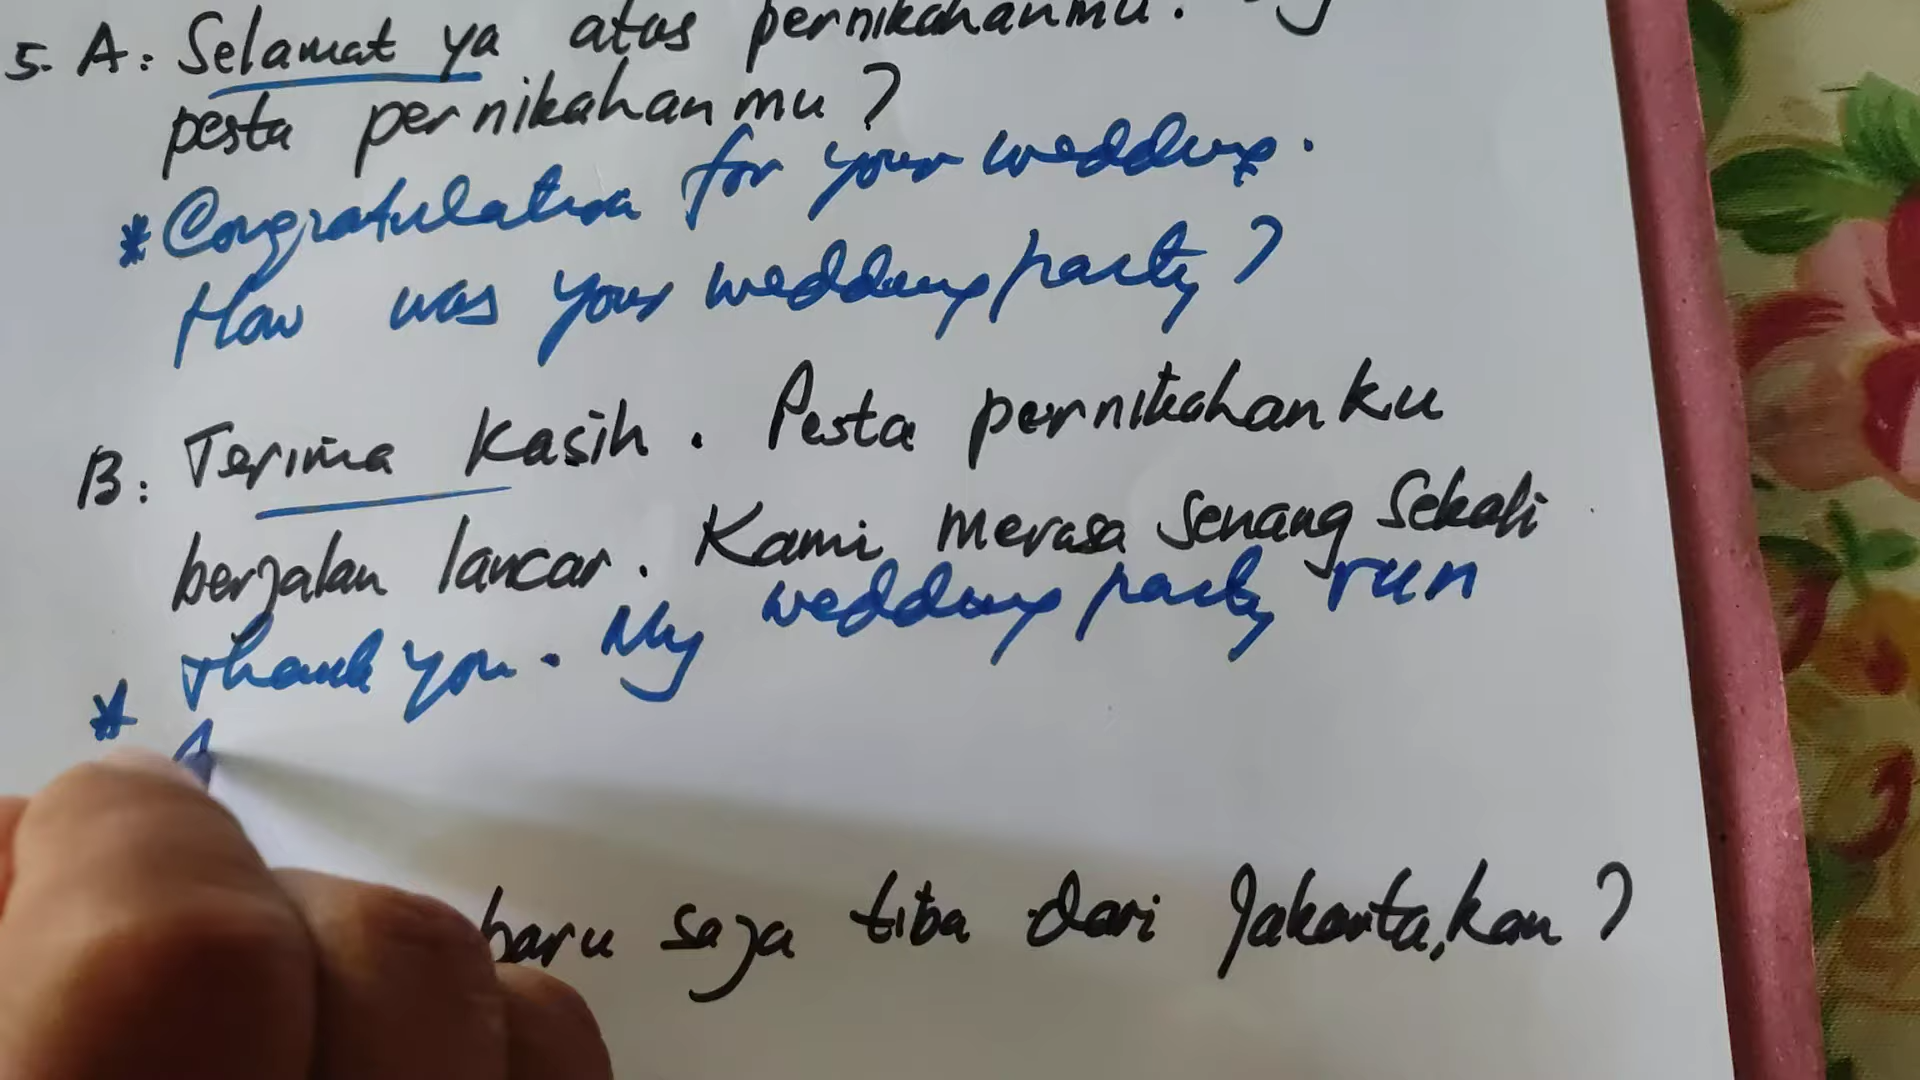 5. A: Selamat ya atas pernikahanmu.
pesta pernikahanmu?
*Congratulation for your wedding.
How was your wedding party?
B: Terima Kasih. Pesta pernikahanku
berjalan lancar. Kami merasa senang sekali
* Thank you. My wedding party run
baru saja tiba dari Jakarta, kan?